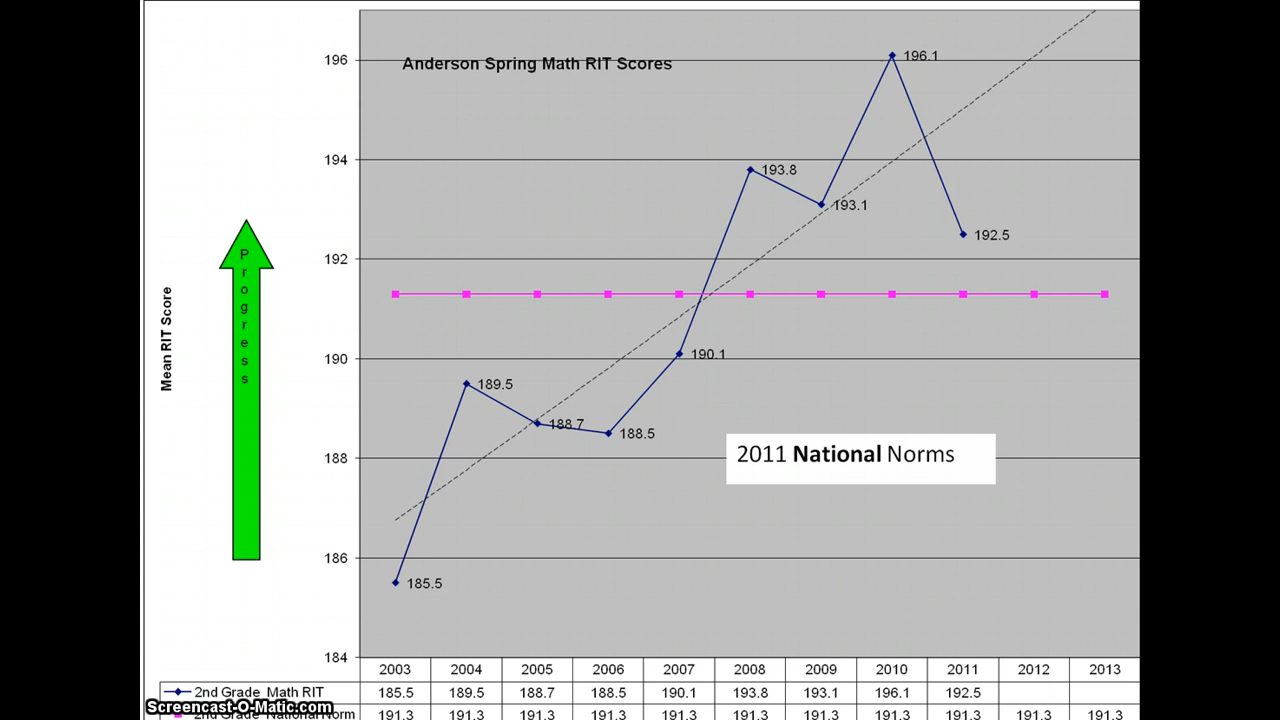 Anderson Spring Math RIT Scores
196
194
192
190
188
186
184
Mean RIT Score
Progress
185.5
189.5
188.7
188.5
190.1
193.8
193.1
196.1
192.5
2011 National Norms
2003 2004 2005 2006 2007 2008 2009 2010 2011 2012 2013
2nd Grade Math RIT 185.5 189.5 188.7 188.5 190.1 193.8 193.1 196.1 192.5
2nd Grade National Norm 191.3 191.3 191.3 191.3 191.3 191.3 191.3 191.3 191.3 191.3 191.3
Screencast-O-Matic.com